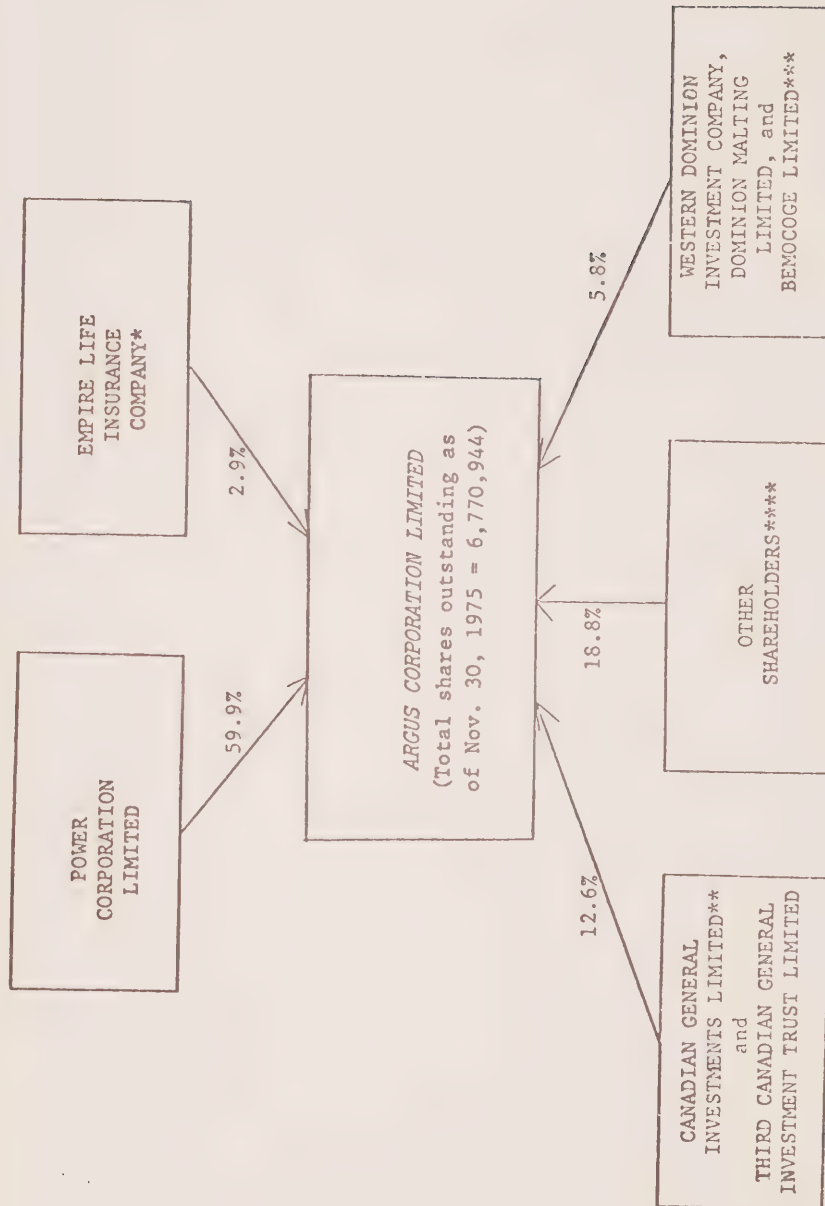 POWER
CORPORATION
LIMITED
EMPIRE LIFE
INSURANCE
COMPANY*
59.9%
2.9%
ARGUS CORPORATION LIMITED
(Total shares outstanding as
of Nov. 30, 1975 = 6,770,944)
12.6%
18.8%
5.8%
CANADIAN GENERAL
INVESTMENTS LIMITED**
and
THIRD CANADIAN GENERAL
INVESTMENT TRUST LIMITED
OTHER
SHAREHOLDERS****
WESTERN DOMINION
INVESTMENT COMPANY,
DOMINION MALTING
LIMITED, and
BEMOCOGE LIMITED***